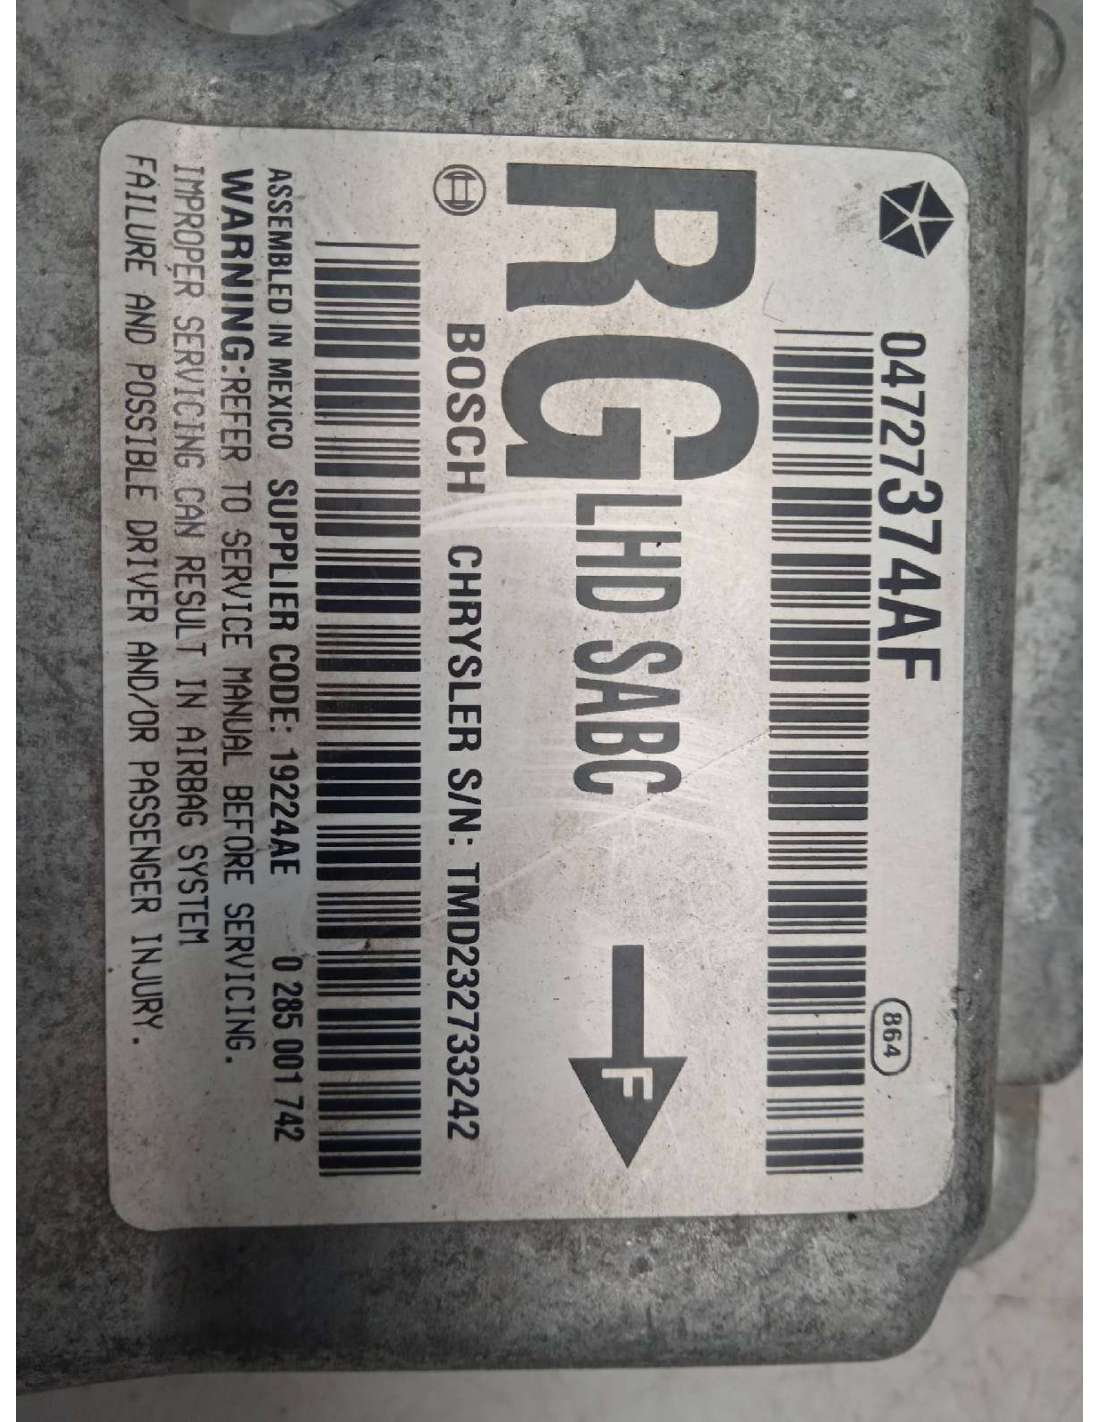 04727374AF
864
RG LHD SABC
F
BOSCH CHRYSLER S/N: TMD232733242
ASSEMBLED IN MEXICO SUPPLIER CODE: 19224AE 0 285 001 742
WARNING:REFER TO SERVICE MANUAL BEFORE SERVICING.
IMPROPER SERVICING CAN RESULT IN AIRBAG SYSTEM
FAILURE AND POSSIBLE DRIVER AND/OR PASSENGER INJURY.